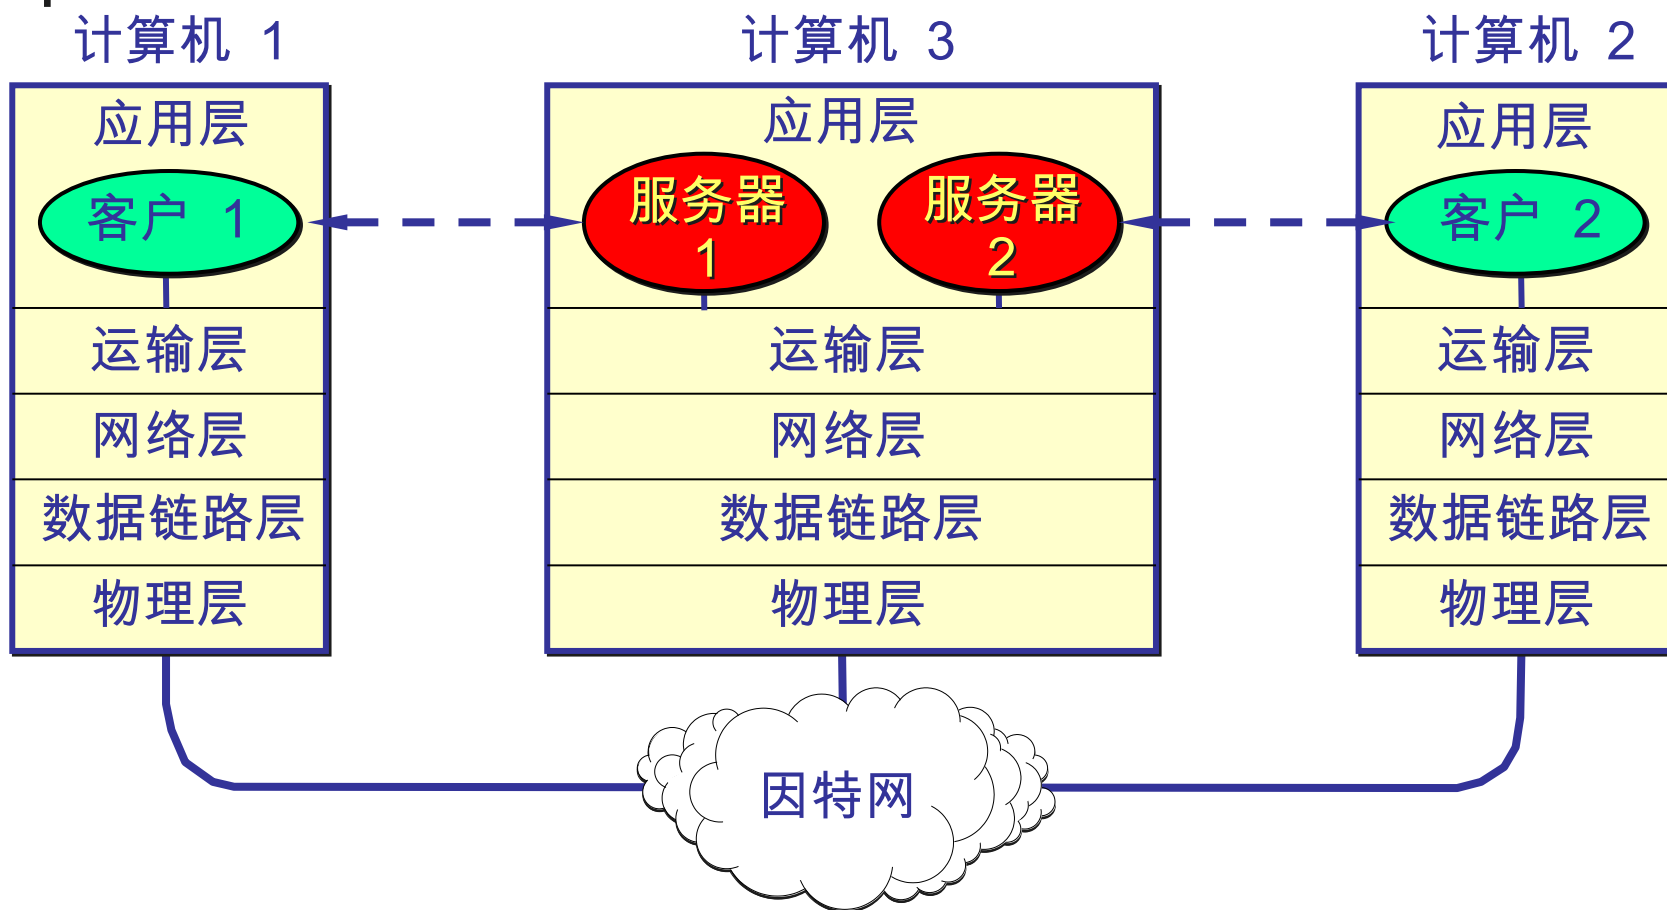 计算机 1
计算机 3
计算机 2
应用层
客户 1
运输层
网络层
数据链路层
物理层
应用层
服务器
1
服务器
2
运输层
网络层
数据链路层
物理层
应用层
客户 2
运输层
网络层
数据链路层
物理层
因特网